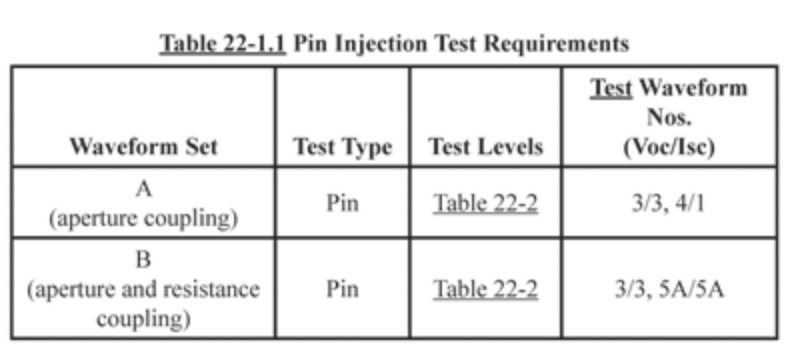 Table 22-1.1 Pin Injection Test Requirements
Waveform Set
Test Type
Test Levels
Test Waveform
Nos.
(Voc/Isc)
A
(aperture coupling)
Pin
Table 22-2
3/3, 4/1
B
(aperture and resistance
coupling)
Pin
Table 22-2
3/3, 5A/5A